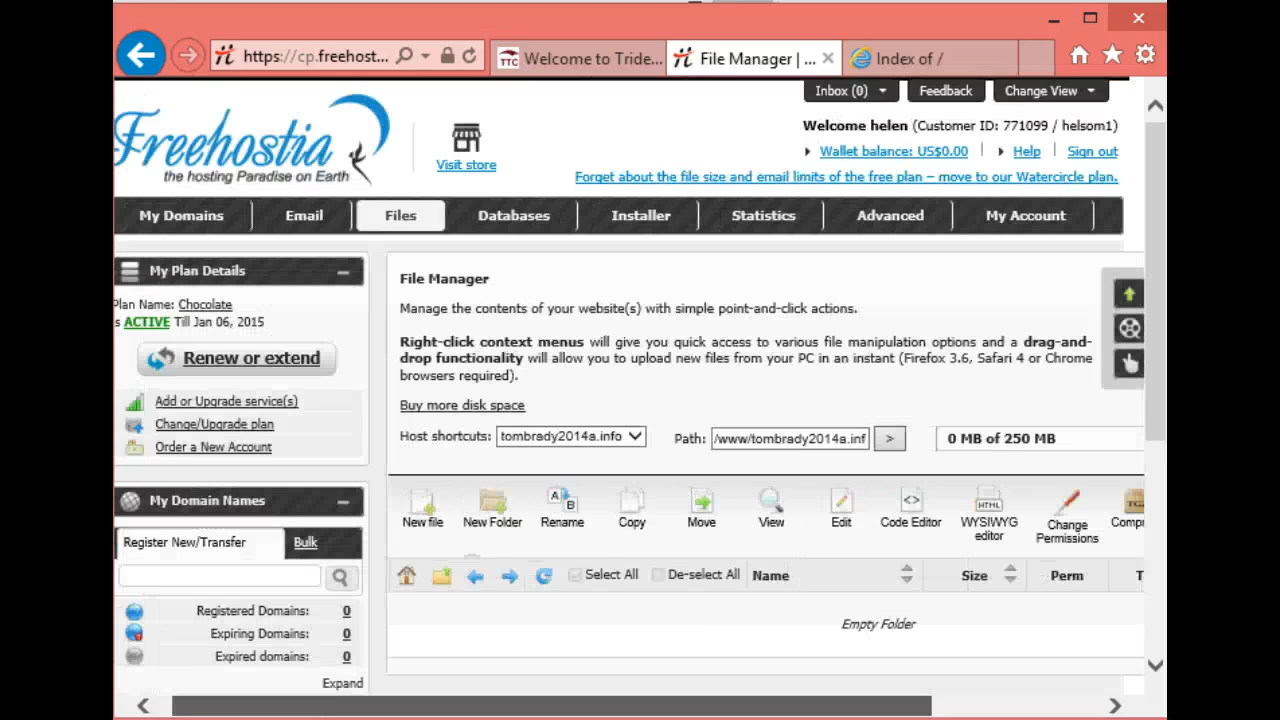 https://cp.freehost...
Welcome to Tride...
File Manager | ...
Index of /
Inbox (0)
Feedback
Change View
Freehostia
the hosting Paradise on Earth
Visit store
Welcome helen (Customer ID: 771099 / helsom1)
Wallet balance: US$0.00
Help
Sign out
Forget about the file size and email limits of the free plan – move to our Watercircle plan.
My Domains
Email
Files
Databases
Installer
Statistics
Advanced
My Account
My Plan Details
Plan Name: Chocolate
s ACTIVE Till Jan 06, 2015
Renew or extend
Add or Upgrade service(s)
Change/Upgrade plan
Order a New Account
My Domain Names
Register New/Transfer
Bulk
Registered Domains: 0
Expiring Domains: 0
Expired domains: 0
Expand
File Manager
Manage the contents of your website(s) with simple point-and-click actions.
Right-click context menus will give you quick access to various file manipulation options and a drag-and-
drop functionality will allow you to upload new files from your PC in an instant (Firefox 3.6, Safari 4 or Chrome
browsers required).
Buy more disk space
Host shortcuts: tombrady2014a.info
Path: /www/tombrady2014a.inf
>
0 MB of 250 MB
New file
New Folder
A B
Rename
Copy
Move
View
Edit
<> Code Editor
HTML
WYSIWYG
editor
Change
Permissions
Compr
Select All
De-select All
Name
Size
Perm
T
Empty Folder